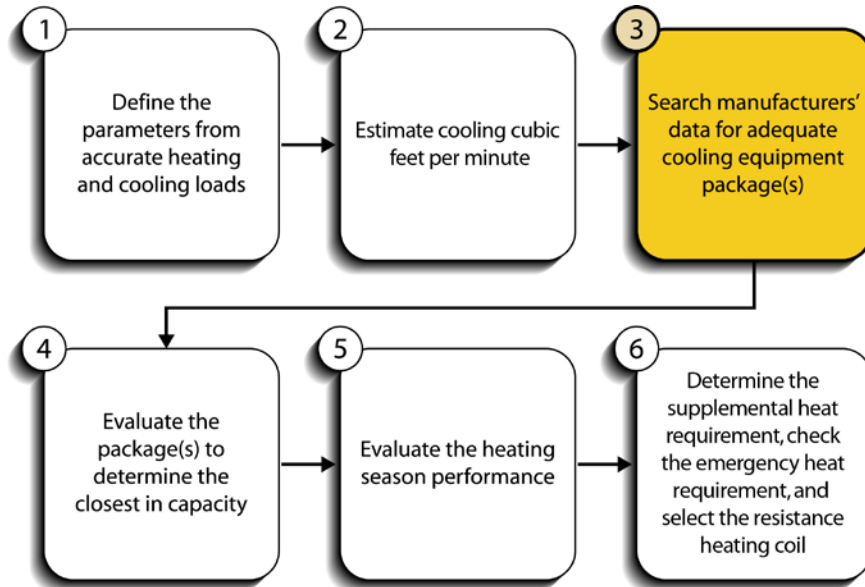 1
Define the
parameters from
accurate heating
and cooling loads
2
Estimate cooling cubic
feet per minute
3
Search manufacturers’
data for adequate
cooling equipment
package(s)
4
Evaluate the
package(s) to
determine the
closest in capacity
5
Evaluate the heating
season performance
6
Determine the
supplemental heat
requirement, check
the emergency heat
requirement, and
select the resistance
heating coil